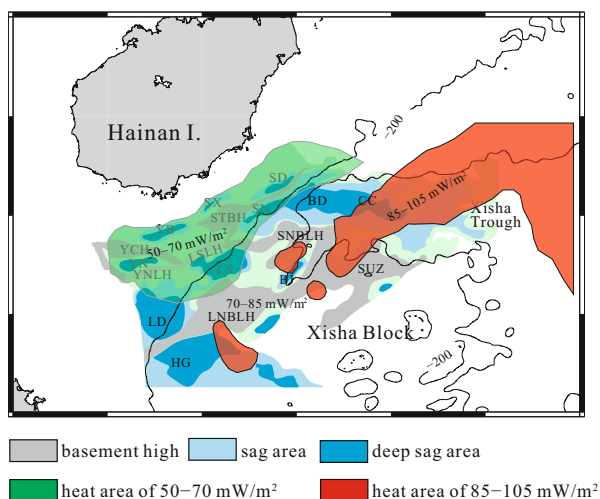 −200
Hainan I.
SD
SX
STBH
BD
CC
85−105 mW/m²
Xisha
Trough
YCH
50−70 mW/m²
SNBLH
LSLH
YNLH
SUZ
70−85 mW/m²
LD
LNBLH
Xisha Block
−200
HG
basement high
sag area
deep sag area
heat area of 50−70 mW/m²
heat area of 85−105 mW/m²